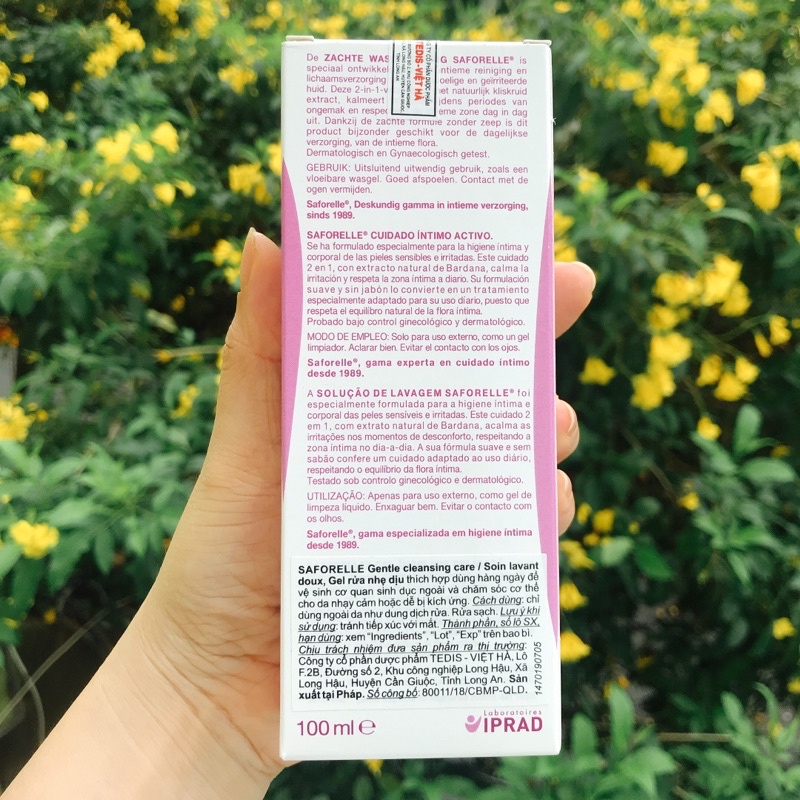 De ZACHTE WAS G SAFORELLE® is
speciaal ontwikkel ntieme reiniging en
lichaamsverzorging oelige en geïrriteerde
huid. Deze 2-in-1-v et natuurlijk kliskruid
extract, kalmeert dens periodes van
ongemak en respec eme zone dag in dag
uit. Dankzij de zachte formule zonder zeep is dit
product bijzonder geschikt voor de dagelijkse
verzorging, van de intieme flora.
Dermatologisch en Gynaecologisch getest.
GEBRUIK: Uitsluitend uitwendig gebruik, zoals een
vloeibare wasgel. Goed afspoelen. Contact met de
ogen vermijden.
Saforelle®, Deskundig gamma in intieme verzorging,
sinds 1989.
TY CỔ PHẦN DƯỢC PHẨM
TEDIS-VIỆT HÀ
SAFORELLE® CUIDADO ÍNTIMO ACTIVO.
Se ha formulado especialmente para la higiene íntima y
corporal de las pieles sensibles e irritadas. Este cuidado
2 en 1, con extracto natural de Bardana, calma la
irritación y respeta la zona íntima a diario. Su formulación
suave y sin jabón lo convierte en un tratamiento
especialmente adaptado para su uso diario, puesto que
respeta el equilibro natural de la flora íntima.
Probado bajo control ginecológico y dermatológico.
MODO DE EMPLEO: Solo para uso externo, como un gel
limpiador. Aclarar bien. Evitar el contacto con los ojos.
Saforelle®, gama experta en cuidado íntimo
desde 1989.
A SOLUÇÃO DE LAVAGEM SAFORELLE® foi
especialmente formulada para a higiene íntima e
corporal das peles sensíveis e irritadas. Este cuidado 2
em 1, com extrato natural de Bardana, acalma as
irritações nos momentos de desconforto, respeitando a
zona íntima no dia-a-dia. A sua fórmula suave e sem
sabão confere um cuidado adaptado ao uso diário,
respeitando o equilíbrio da flora íntima.
Testado sob controlo ginecológico e dermatológico.
UTILIZAÇÃO: Apenas para uso externo, como gel de
limpeza líquido. Enxaguar bem. Evitar o contacto com
os olhos.
Saforelle®, gama especializada em higiene íntima
desde 1989.
SAFORELLE Gentle cleansing care / Soin lavant
doux, Gel rửa nhẹ dịu thích hợp dùng hàng ngày để
vệ sinh cơ quan sinh dục ngoài và chăm sóc cơ thể
cho da nhạy cảm hoặc dễ bị kích ứng. Cách dùng: chỉ
dùng ngoài da như dung dịch rửa. Rửa sạch. Lưu ý khi
sử dụng: tránh tiếp xúc với mắt. Thành phần, số lô SX,
hạn dùng: xem "Ingredients", "Lot", "Exp" trên bao bì.
Chịu trách nhiệm đưa sản phẩm ra thị trường:
Công ty cổ phần dược phẩm TEDIS - VIỆT HÀ, Lô
F.2B, Đường số 2, Khu công nghiệp Long Hậu, Xã
Long Hậu, Huyện Cần Giuộc, Tỉnh Long An. Sản
xuất tại Pháp. Số công bố: 80011/18/CBMP-QLD.
1470190705
100 ml ℮
Laboratoires
IPRAD